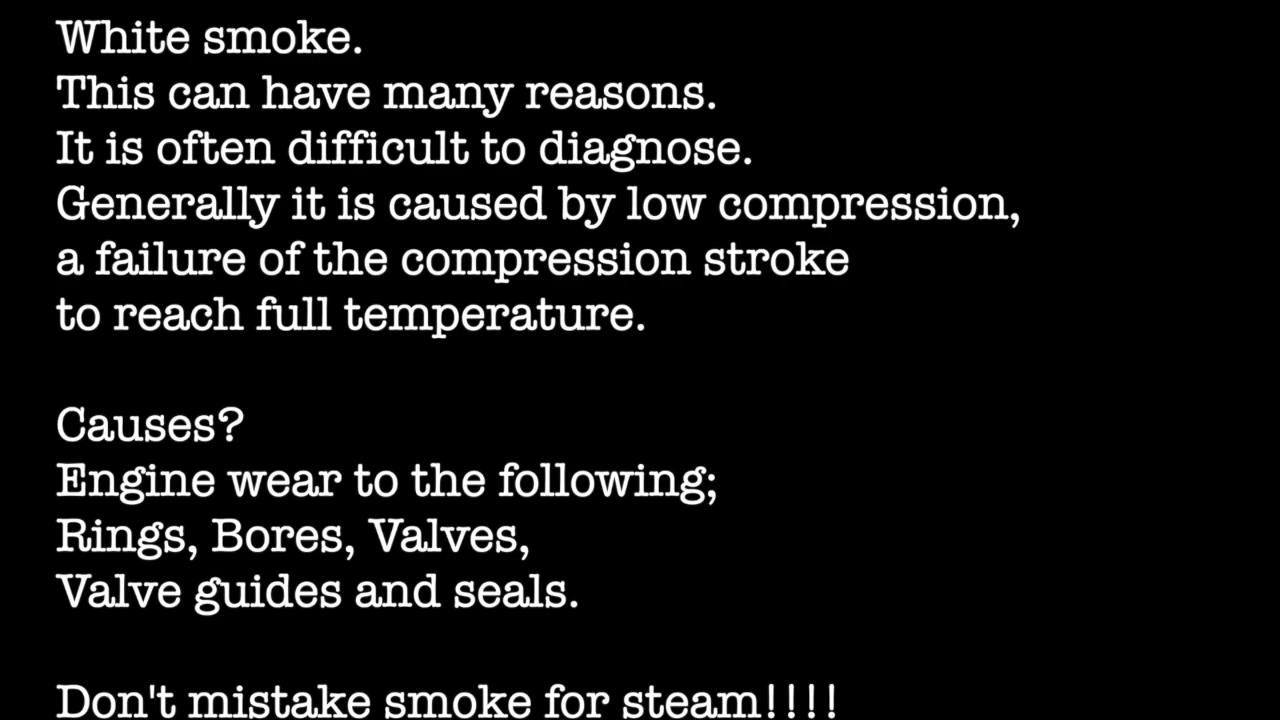 White smoke.
This can have many reasons.
It is often difficult to diagnose.
Generally it is caused by low compression,
a failure of the compression stroke
to reach full temperature.
Causes?
Engine wear to the following;
Rings, Bores, Valves,
Valve guides and seals.
Don't mistake smoke for steam!!!!